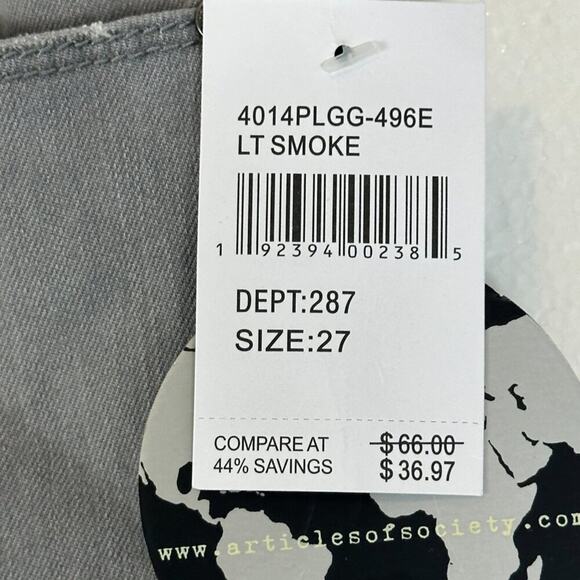 4014PLGG-496E
LT SMOKE
1 92394 00238 5
DEPT:287
SIZE:27
COMPARE AT $66.00
44% SAVINGS $36.97
www.articlesofsociety.com